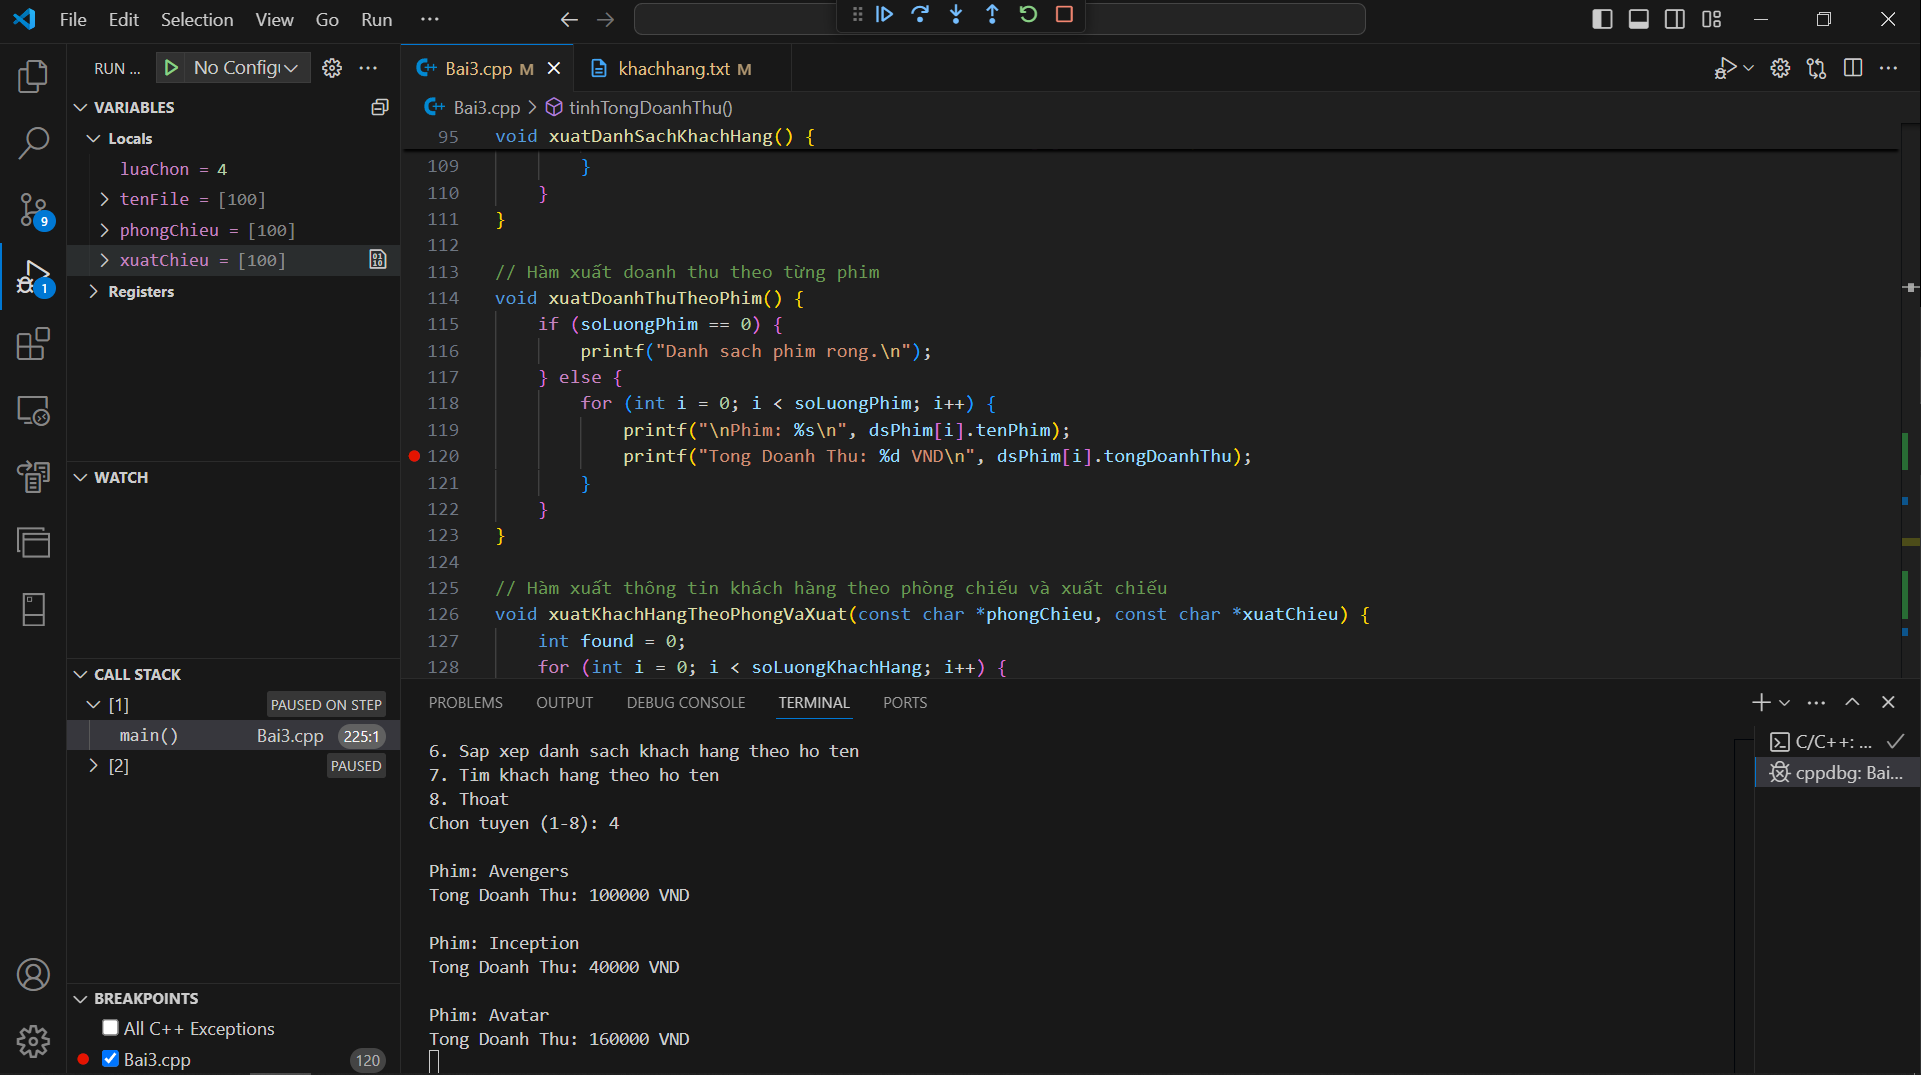 File Edit Selection View Go Run ···
RUN ... No Config ···
VARIABLES
Locals
luaChon = 4
tenFile = [100]
phongChieu = [100]
xuatChieu = [100]
Registers
WATCH
CALL STACK
[1] PAUSED ON STEP
main() Bai3.cpp 225:1
[2] PAUSED
BREAKPOINTS
All C++ Exceptions
Bai3.cpp 120
9
1
Bai3.cpp M khachhang.txt M
Bai3.cpp > tinhTongDoanhThu()
95 void xuatDanhSachKhachHang() {
109 }
110 }
111 }
112
113 // Hàm xuất doanh thu theo từng phim
114 void xuatDoanhThuTheoPhim() {
115 if (soLuongPhim == 0) {
116 printf("Danh sach phim rong.\n");
117 } else {
118 for (int i = 0; i < soLuongPhim; i++) {
119 printf("\nPhim: %s\n", dsPhim[i].tenPhim);
120 printf("Tong Doanh Thu: %d VND\n", dsPhim[i].tongDoanhThu);
121 }
122 }
123 }
124
125 // Hàm xuất thông tin khách hàng theo phòng chiếu và xuất chiếu
126 void xuatKhachHangTheoPhongVaXuat(const char *phongChieu, const char *xuatChieu) {
127 int found = 0;
128 for (int i = 0; i < soLuongKhachHang; i++) {
PROBLEMS OUTPUT DEBUG CONSOLE TERMINAL PORTS
6. Sap xep danh sach khach hang theo ho ten
7. Tim khach hang theo ho ten
8. Thoat
Chon tuyen (1-8): 4
Phim: Avengers
Tong Doanh Thu: 100000 VND
Phim: Inception
Tong Doanh Thu: 40000 VND
Phim: Avatar
Tong Doanh Thu: 160000 VND
C/C++: ...
cppdbg: Bai...